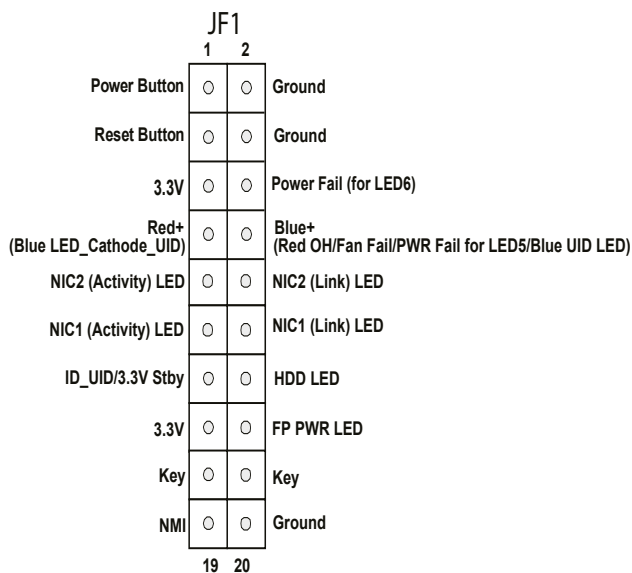 JF1
1 2
Power Button Ground
Reset Button Ground
3.3V Power Fail (for LED6)
Red+ Blue+
(Blue LED_Cathode_UID) (Red OH/Fan Fail/PWR Fail for LED5/Blue UID LED)
NIC2 (Activity) LED NIC2 (Link) LED
NIC1 (Activity) LED NIC1 (Link) LED
ID_UID/3.3V Stby HDD LED
3.3V FP PWR LED
Key Key
NMI Ground
19 20